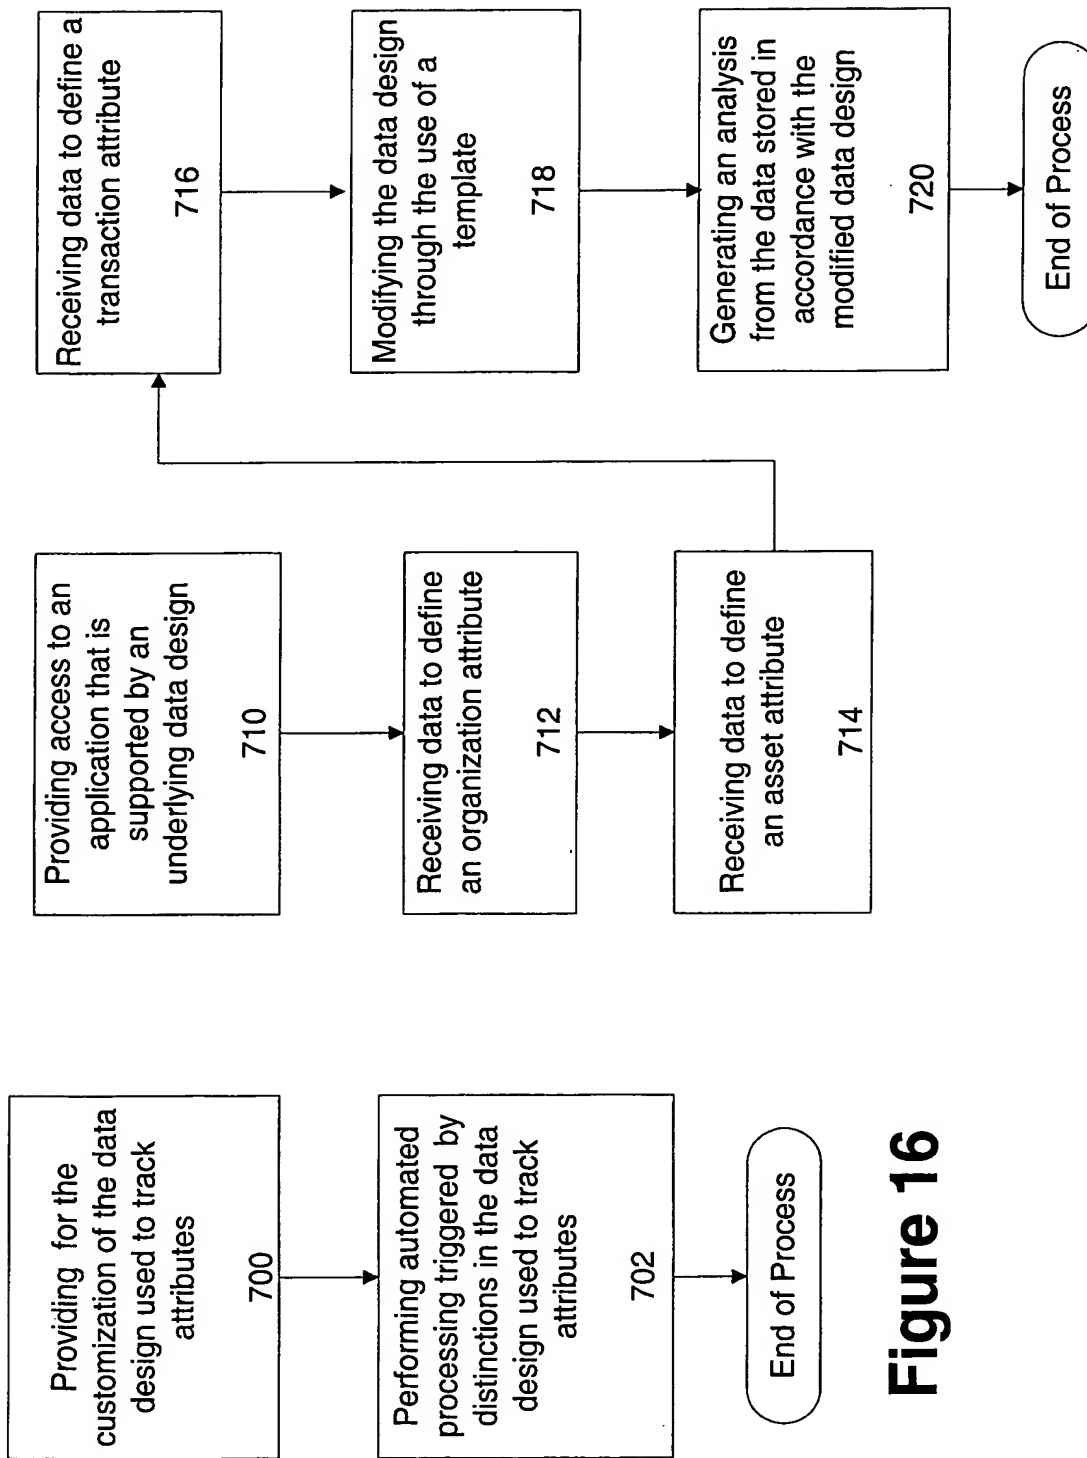 Providing for the
customization of the data
design used to track
attributes
700
Performing automated
processing triggered by
distinctions in the data
design used to track
attributes
702
End of Process
Providing access to an
application that is
supported by an
underlying data design
710
Receiving data to define
an organization attribute
712
Receiving data to define
an asset attribute
714
Receiving data to define a
transaction attribute
716
Modifying the data design
through the use of a
template
718
Generating an analysis
from the data stored in
accordance with the
modified data design
720
End of Process
Figure 16